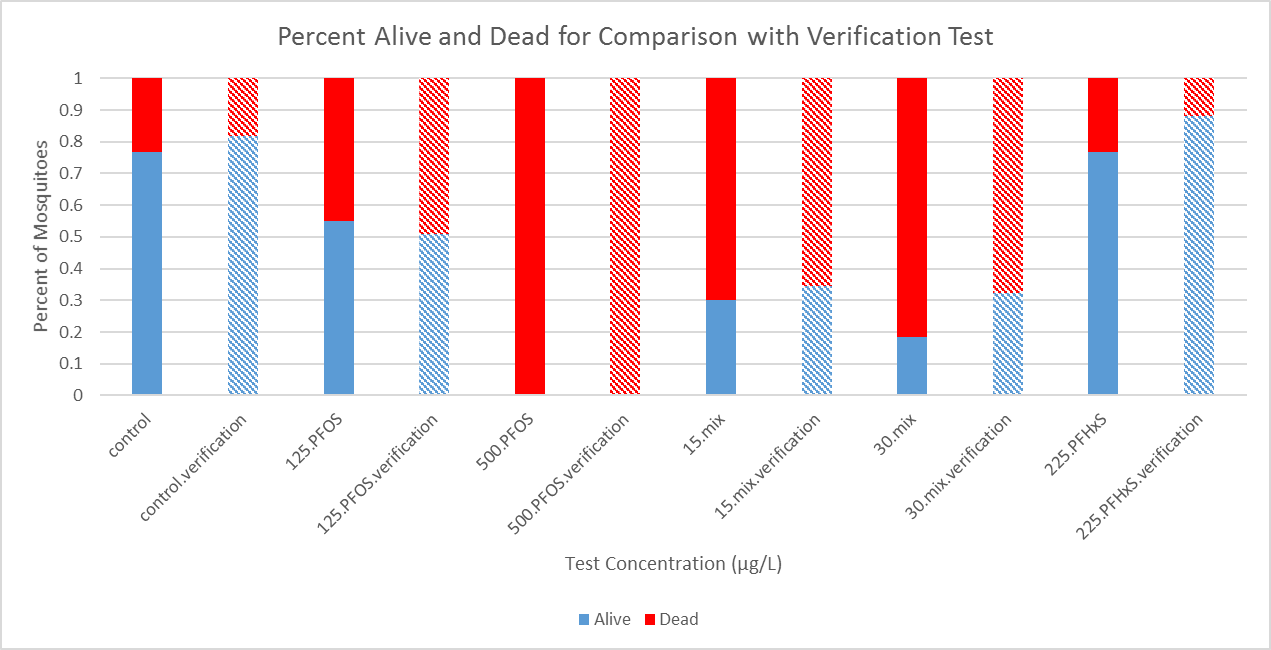 Percent Alive and Dead for Comparison with Verification Test
Percent of Mosquitoes
1
0.9
0.8
0.7
0.6
0.5
0.4
0.3
0.2
0.1
0
control
control.verification
125.PFOS
125.PFOS.verification
500.PFOS
500.PFOS.verification
15.mix
15.mix.verification
30.mix
30.mix.verification
225.PFHxS
225.PFHxS.verification
Test Concentration (µg/L)
Alive Dead